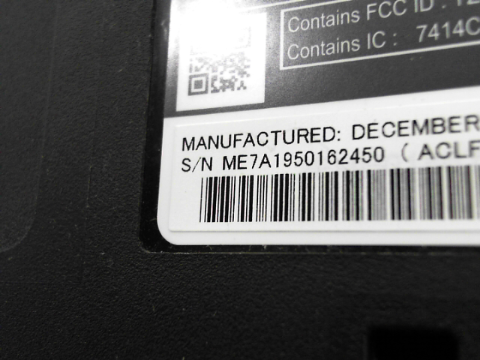 Contains FCC ID : 
Contains IC : 7414C
MANUFACTURED: DECEMBER
S/N ME7A1950162450 ( ACLF